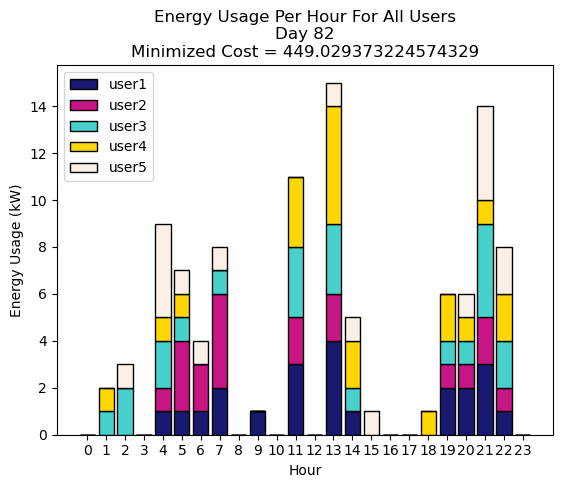 Energy Usage Per Hour For All Users
Day 82
Minimized Cost = 449.029373224574329
user1
user2
user3
user4
user5
Energy Usage (kW)
14
12
10
8
6
4
2
0
0 1 2 3 4 5 6 7 8 9 10 11 12 13 14 15 16 17 18 19 20 21 22 23
Hour